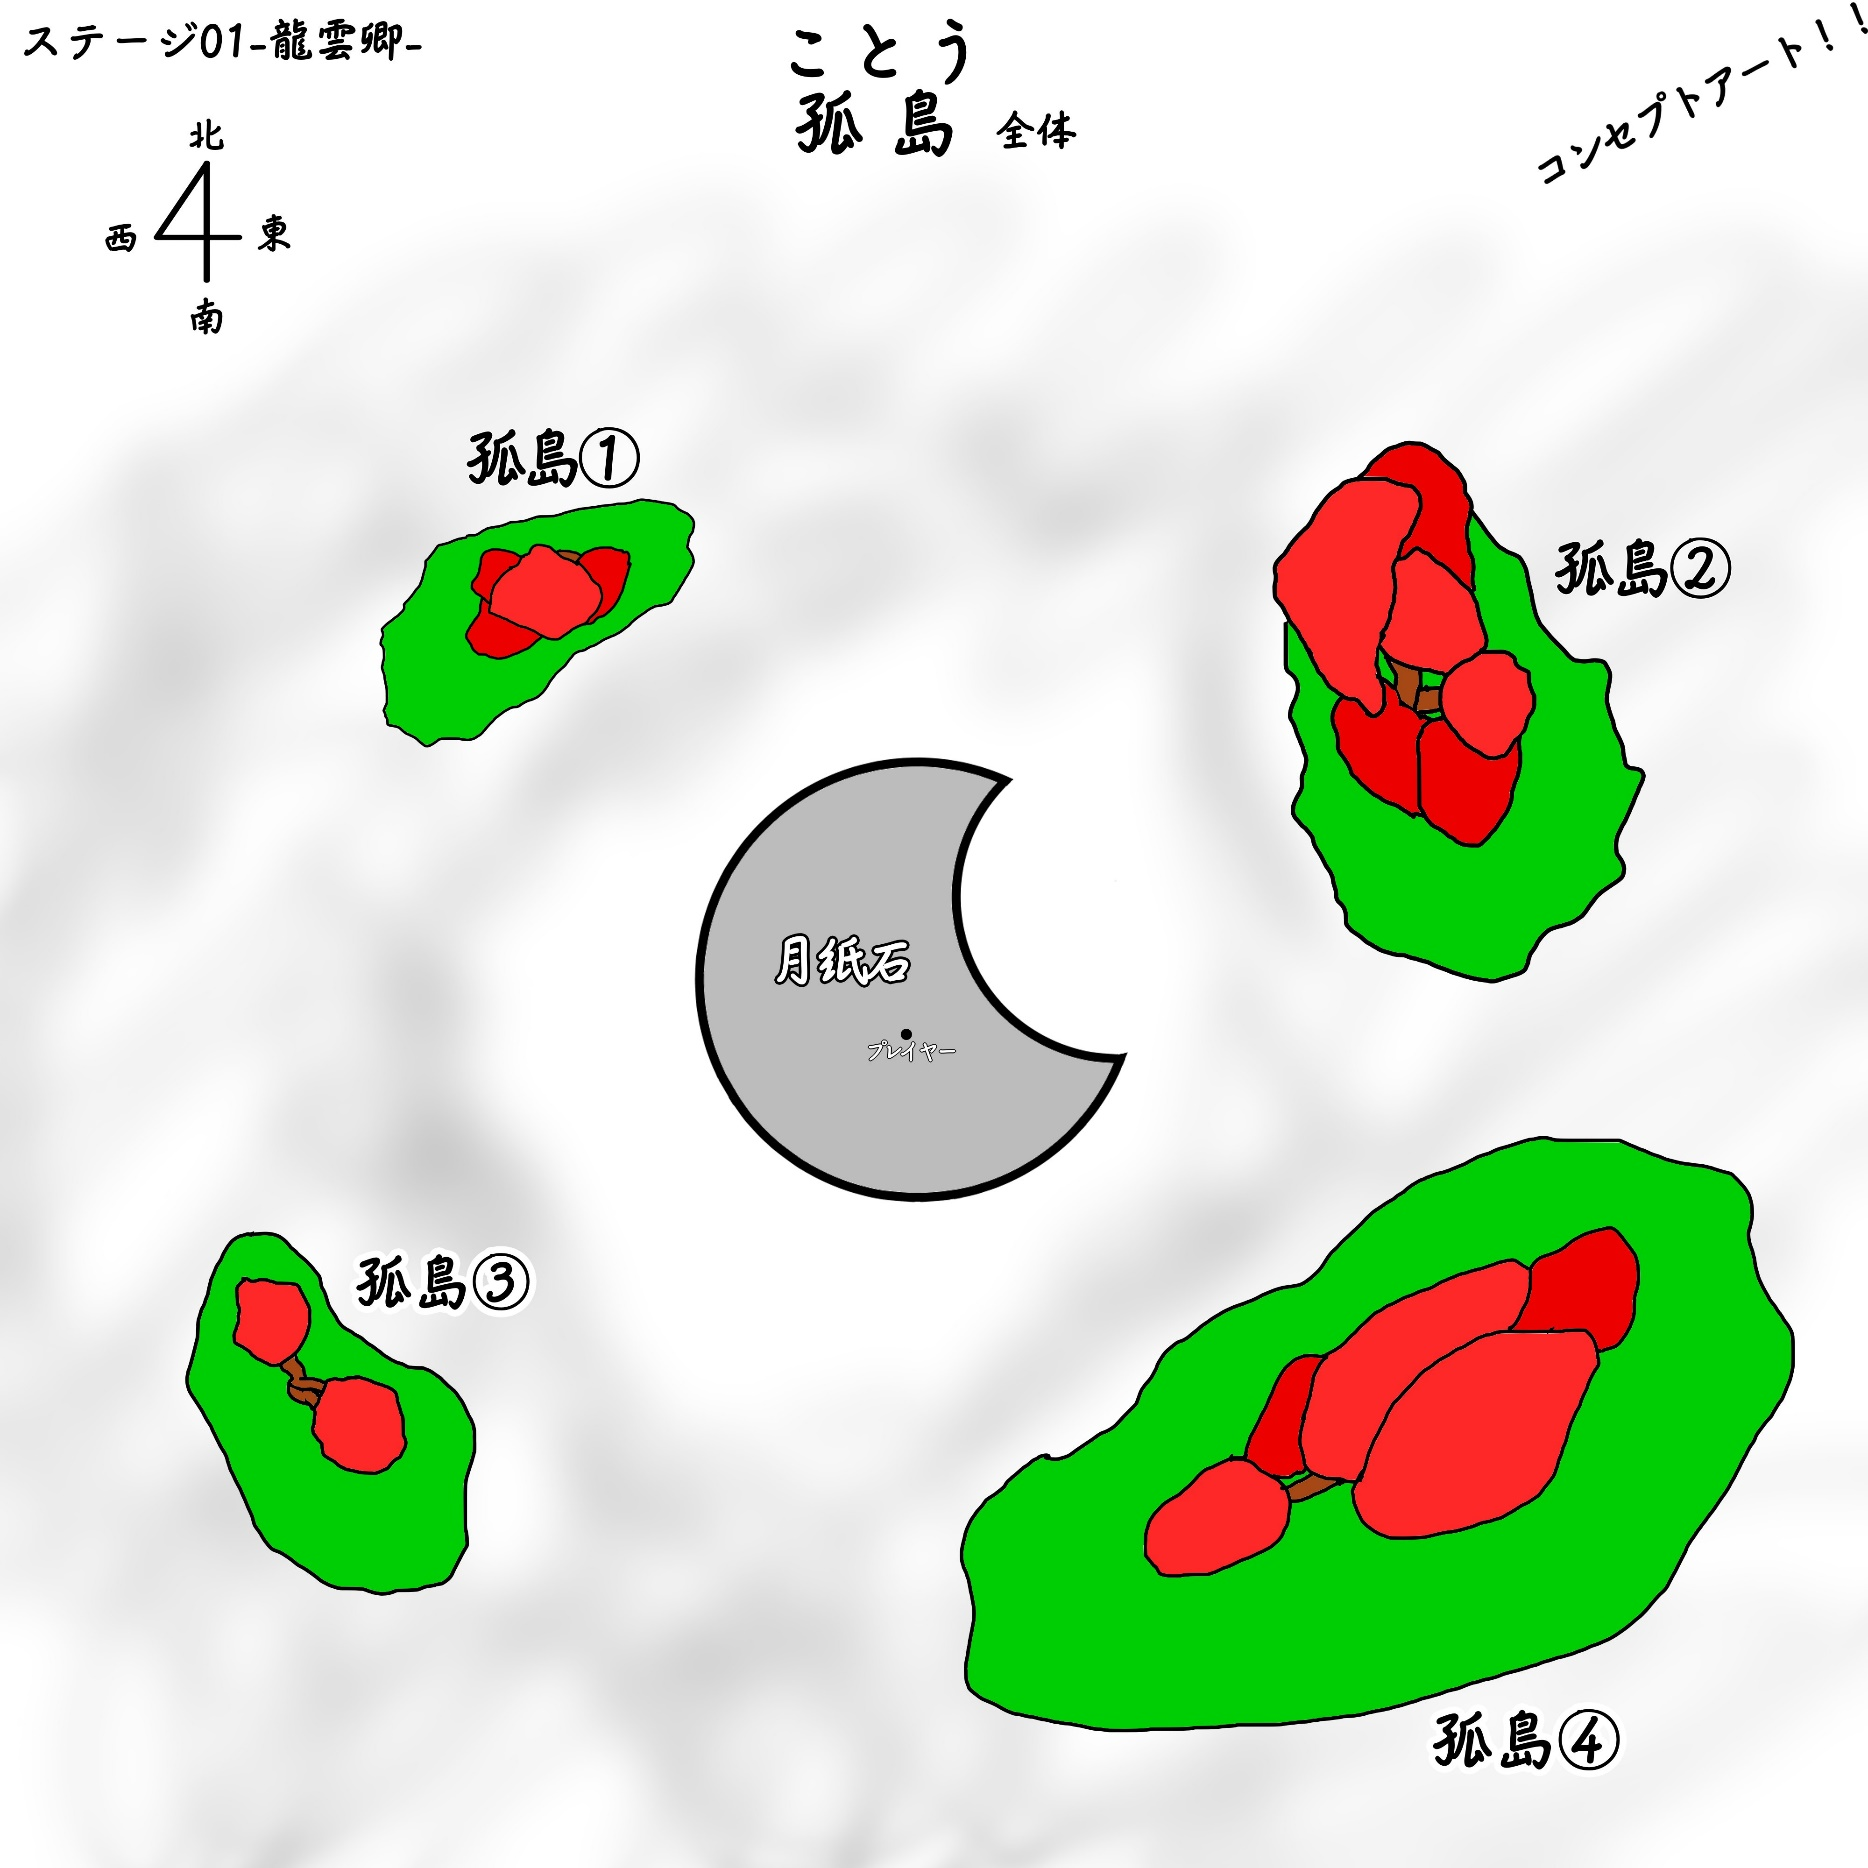 ステージ01-龍雲郷-
ことう
孤島 全体
コンセプトアート！！
北
西 東
南
孤島①
孤島②
月紙石
プレイヤー
孤島③
孤島④